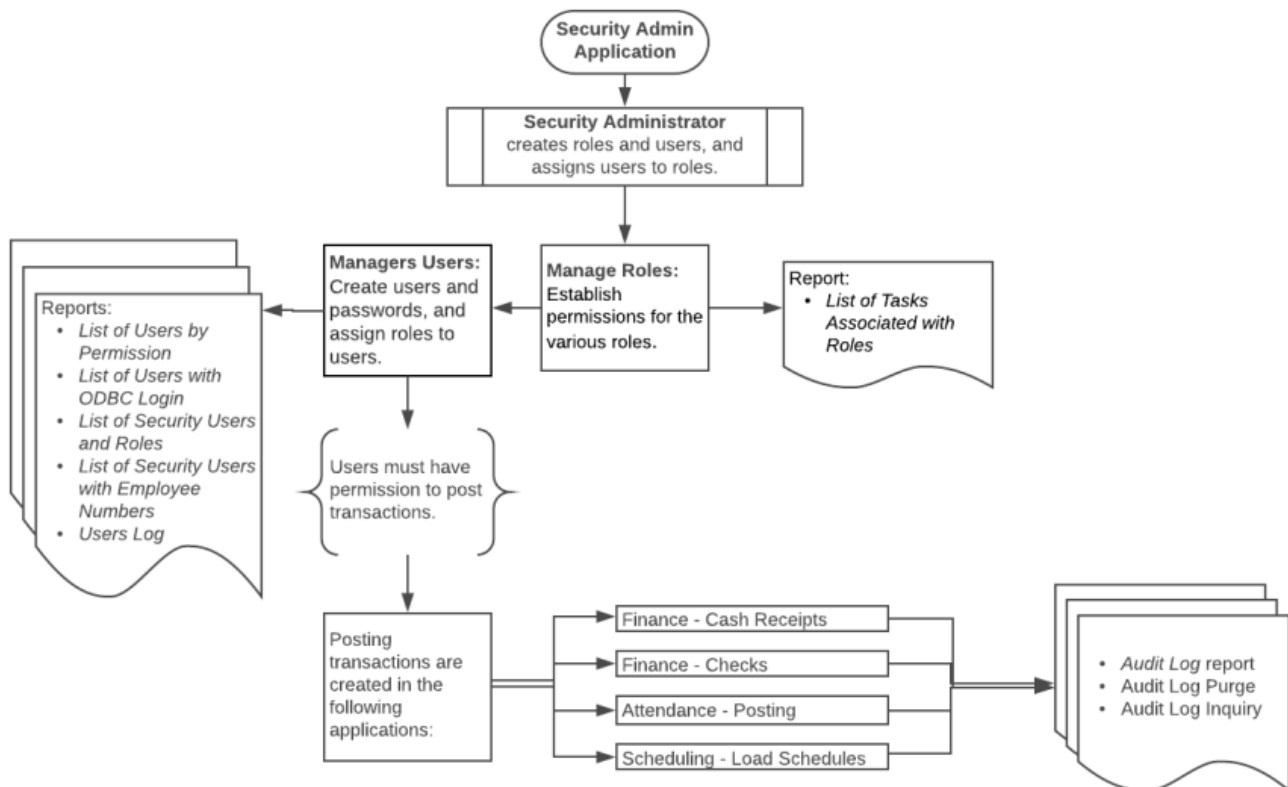 Security Admin
Application
Security Administrator
creates roles and users, and
assigns users to roles.
Managers Users:
Create users and
passwords, and
assign roles to
users.
Manage Roles:
Establish
permissions for the
various roles.
Report:
• List of Tasks
Associated with
Roles
Reports:
• List of Users by
Permission
• List of Users with
ODBC Login
• List of Security Users
and Roles
• List of Security Users
with Employee
Numbers
• Users Log
Users must have
permission to post
transactions.
Posting
transactions are
created in the
following
applications:
Finance - Cash Receipts
Finance - Checks
Attendance - Posting
Scheduling - Load Schedules
• Audit Log report
• Audit Log Purge
• Audit Log Inquiry